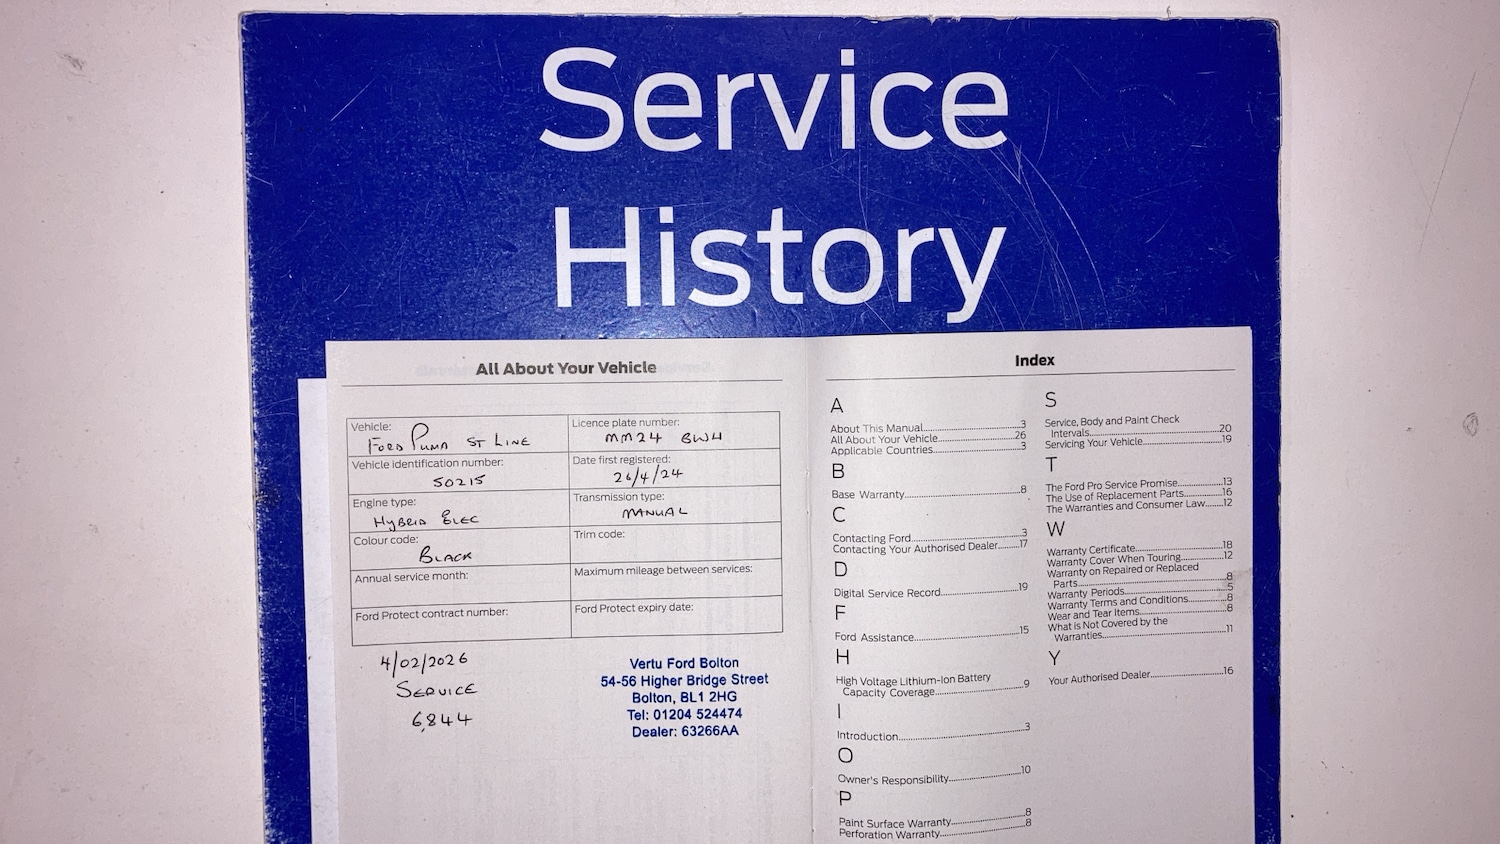 Service
History
All About Your Vehicle
Vehicle:
FORD PUMA ST LINE
Licence plate number:
MM24 BWH
Vehicle identification number:
50215
Date first registered:
26/4/24
Engine type:
HYBRID ELEC
Transmission type:
MANUAL
Colour code:
BLACK
Trim code:
Annual service month:
Maximum mileage between services:
Ford Protect contract number:
Ford Protect expiry date:
4/02/2026
SERVICE
6,844
Vertu Ford Bolton
54-56 Higher Bridge Street
Bolton, BL1 2HG
Tel: 01204 524474
Dealer: 63266AA
Index
A
About This Manual....3
All About Your Vehicle....26
Applicable Countries....3
B
Base Warranty....8
C
Contacting Ford....3
Contacting Your Authorised Dealer....17
D
Digital Service Record....19
F
Ford Assistance....15
H
High Voltage Lithium-Ion Battery
Capacity Coverage....9
I
Introduction....3
O
Owner's Responsibility....10
P
Paint Surface Warranty....8
Perforation Warranty....8
S
Service, Body and Paint Check
Intervals....20
Servicing Your Vehicle....19
T
The Ford Pro Service Promise....13
The Use of Replacement Parts....16
The Warranties and Consumer Law....12
W
Warranty Certificate....18
Warranty Cover When Touring....12
Warranty on Repaired or Replaced
Parts....8
Warranty Periods....5
Warranty Terms and Conditions....8
Wear and Tear Items....8
What is Not Covered by the
Warranties....11
Y
Your Authorised Dealer....16